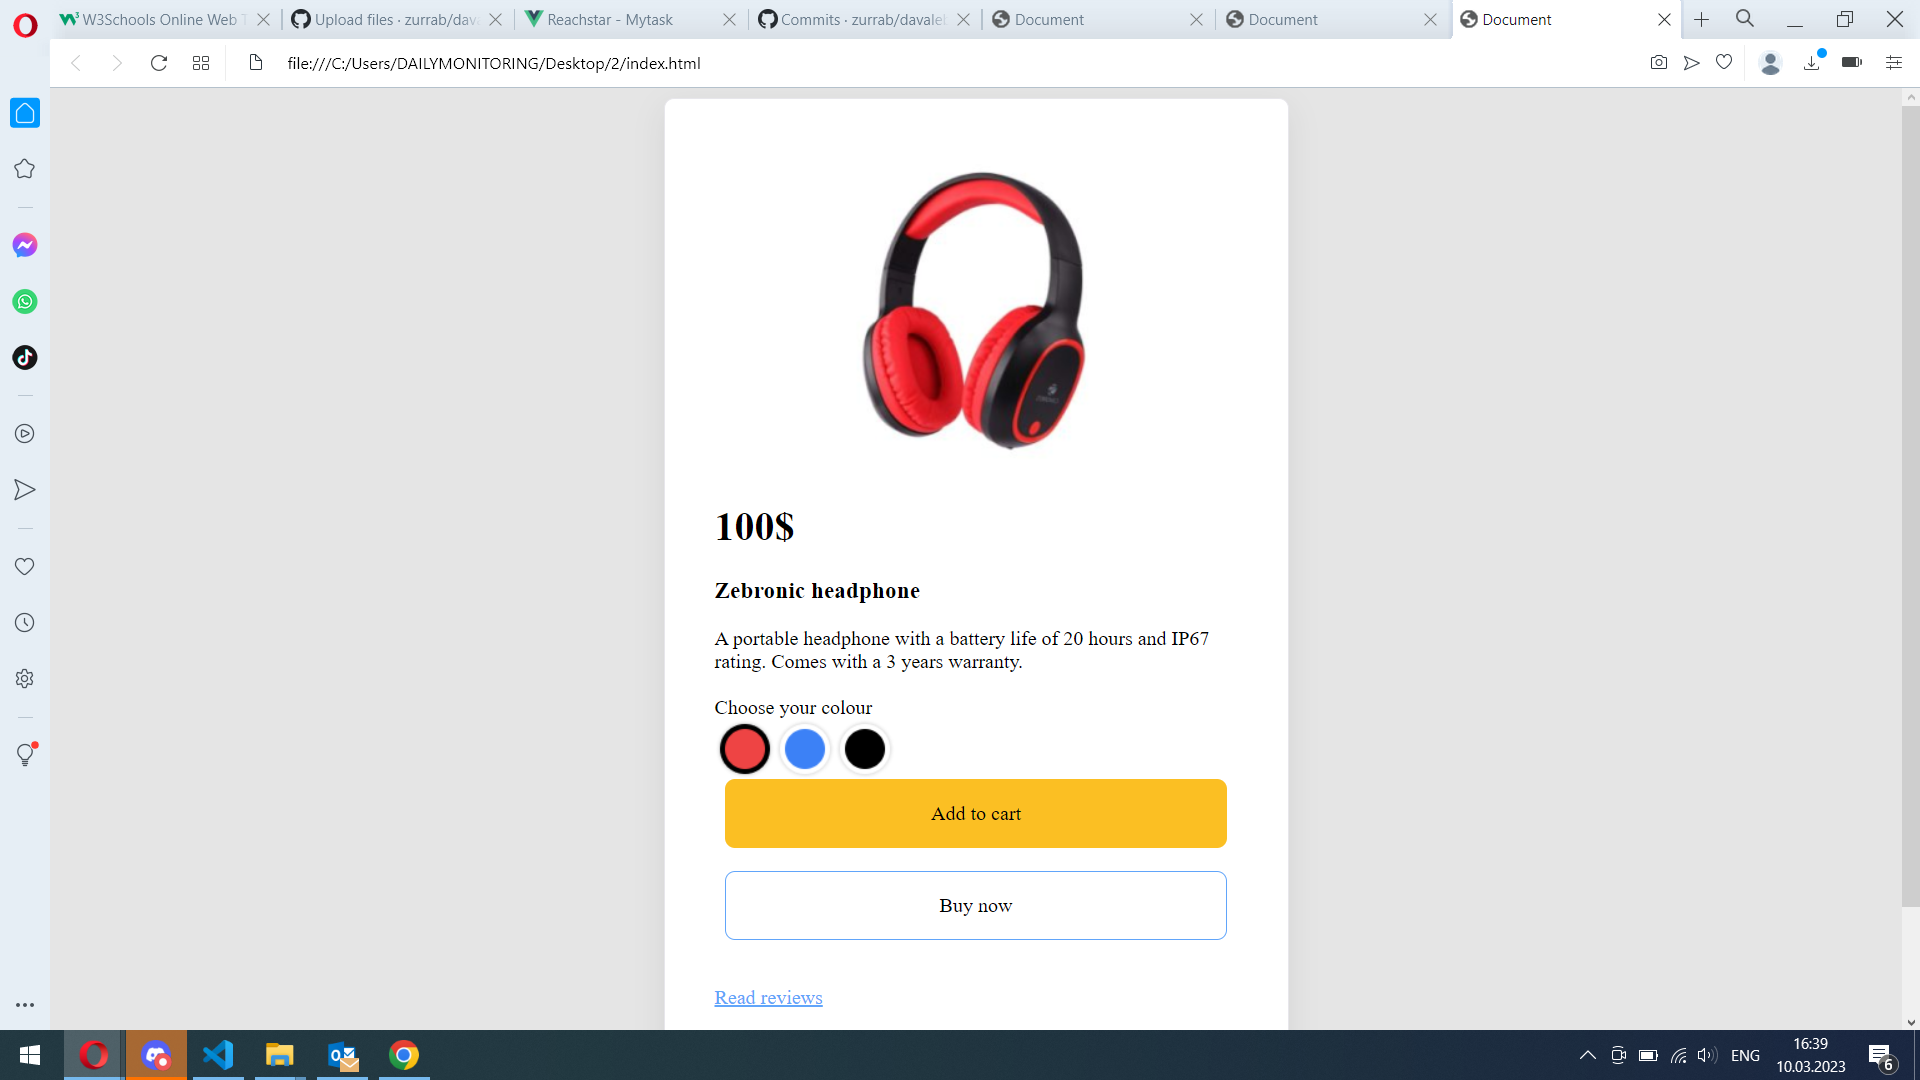 W3Schools Online Web T
Upload files · zurrab/dava
Reachstar - Mytask
Commits · zurrab/davale
Document
Document
Document
file:///C:/Users/DAILYMONITORING/Desktop/2/index.html
100$
Zebronic headphone
A portable headphone with a battery life of 20 hours and IP67
rating. Comes with a 3 years warranty.
Choose your colour
Add to cart
Buy now
Read reviews
ENG
16:39
10.03.2023
6